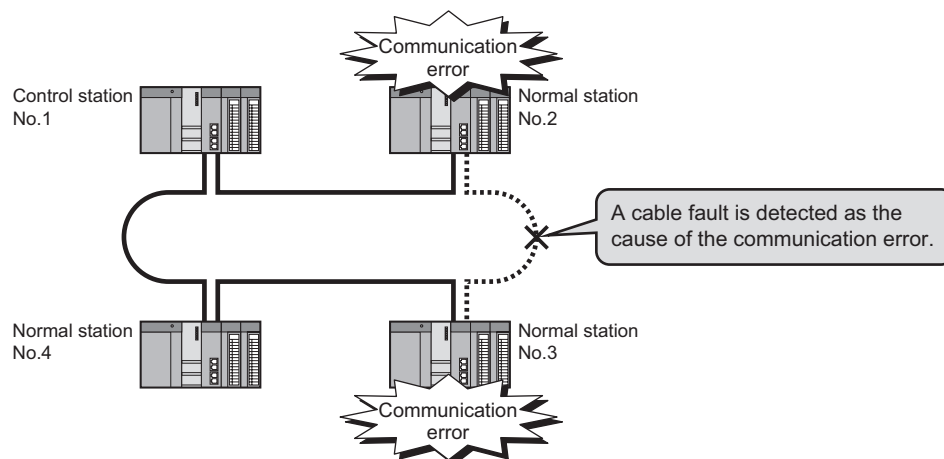 Communication
error
Control station
No.1
Normal station
No.2
A cable fault is detected as the
cause of the communication error.
Normal station
No.4
Normal station
No.3
Communication
error